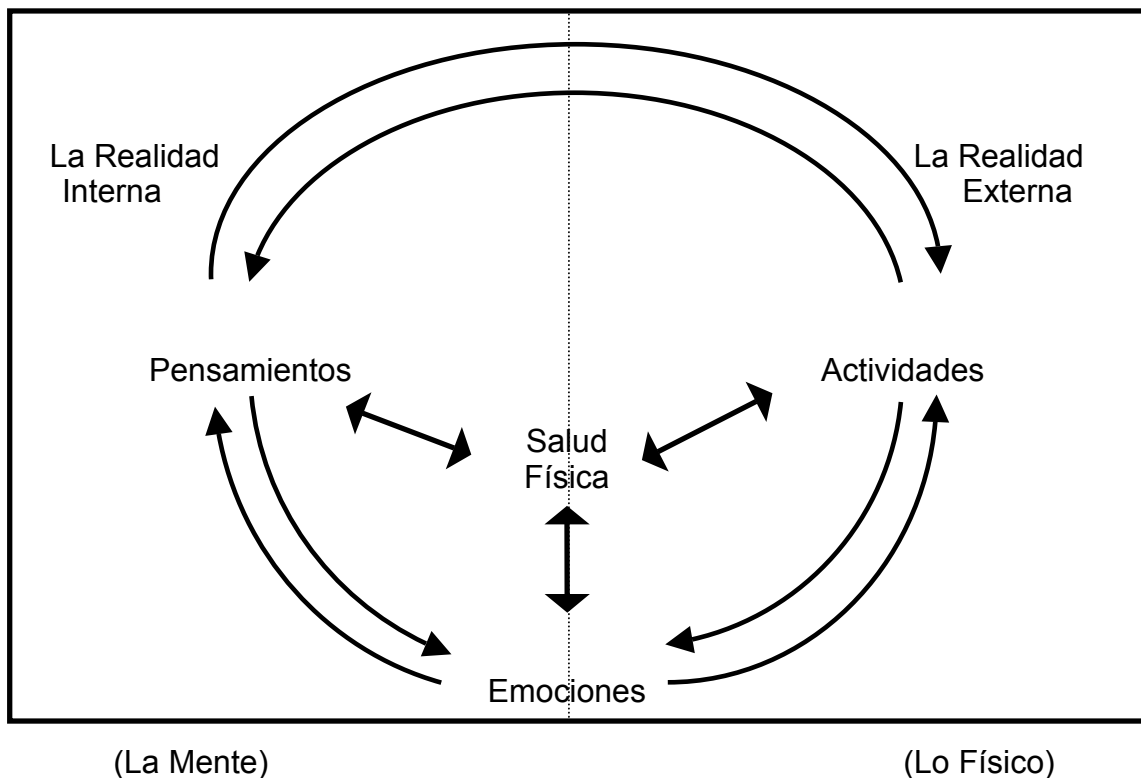 La Realidad
Interna
La Realidad
Externa
Pensamientos
Actividades
Salud
Física
Emociones
(La Mente)
(Lo Físico)